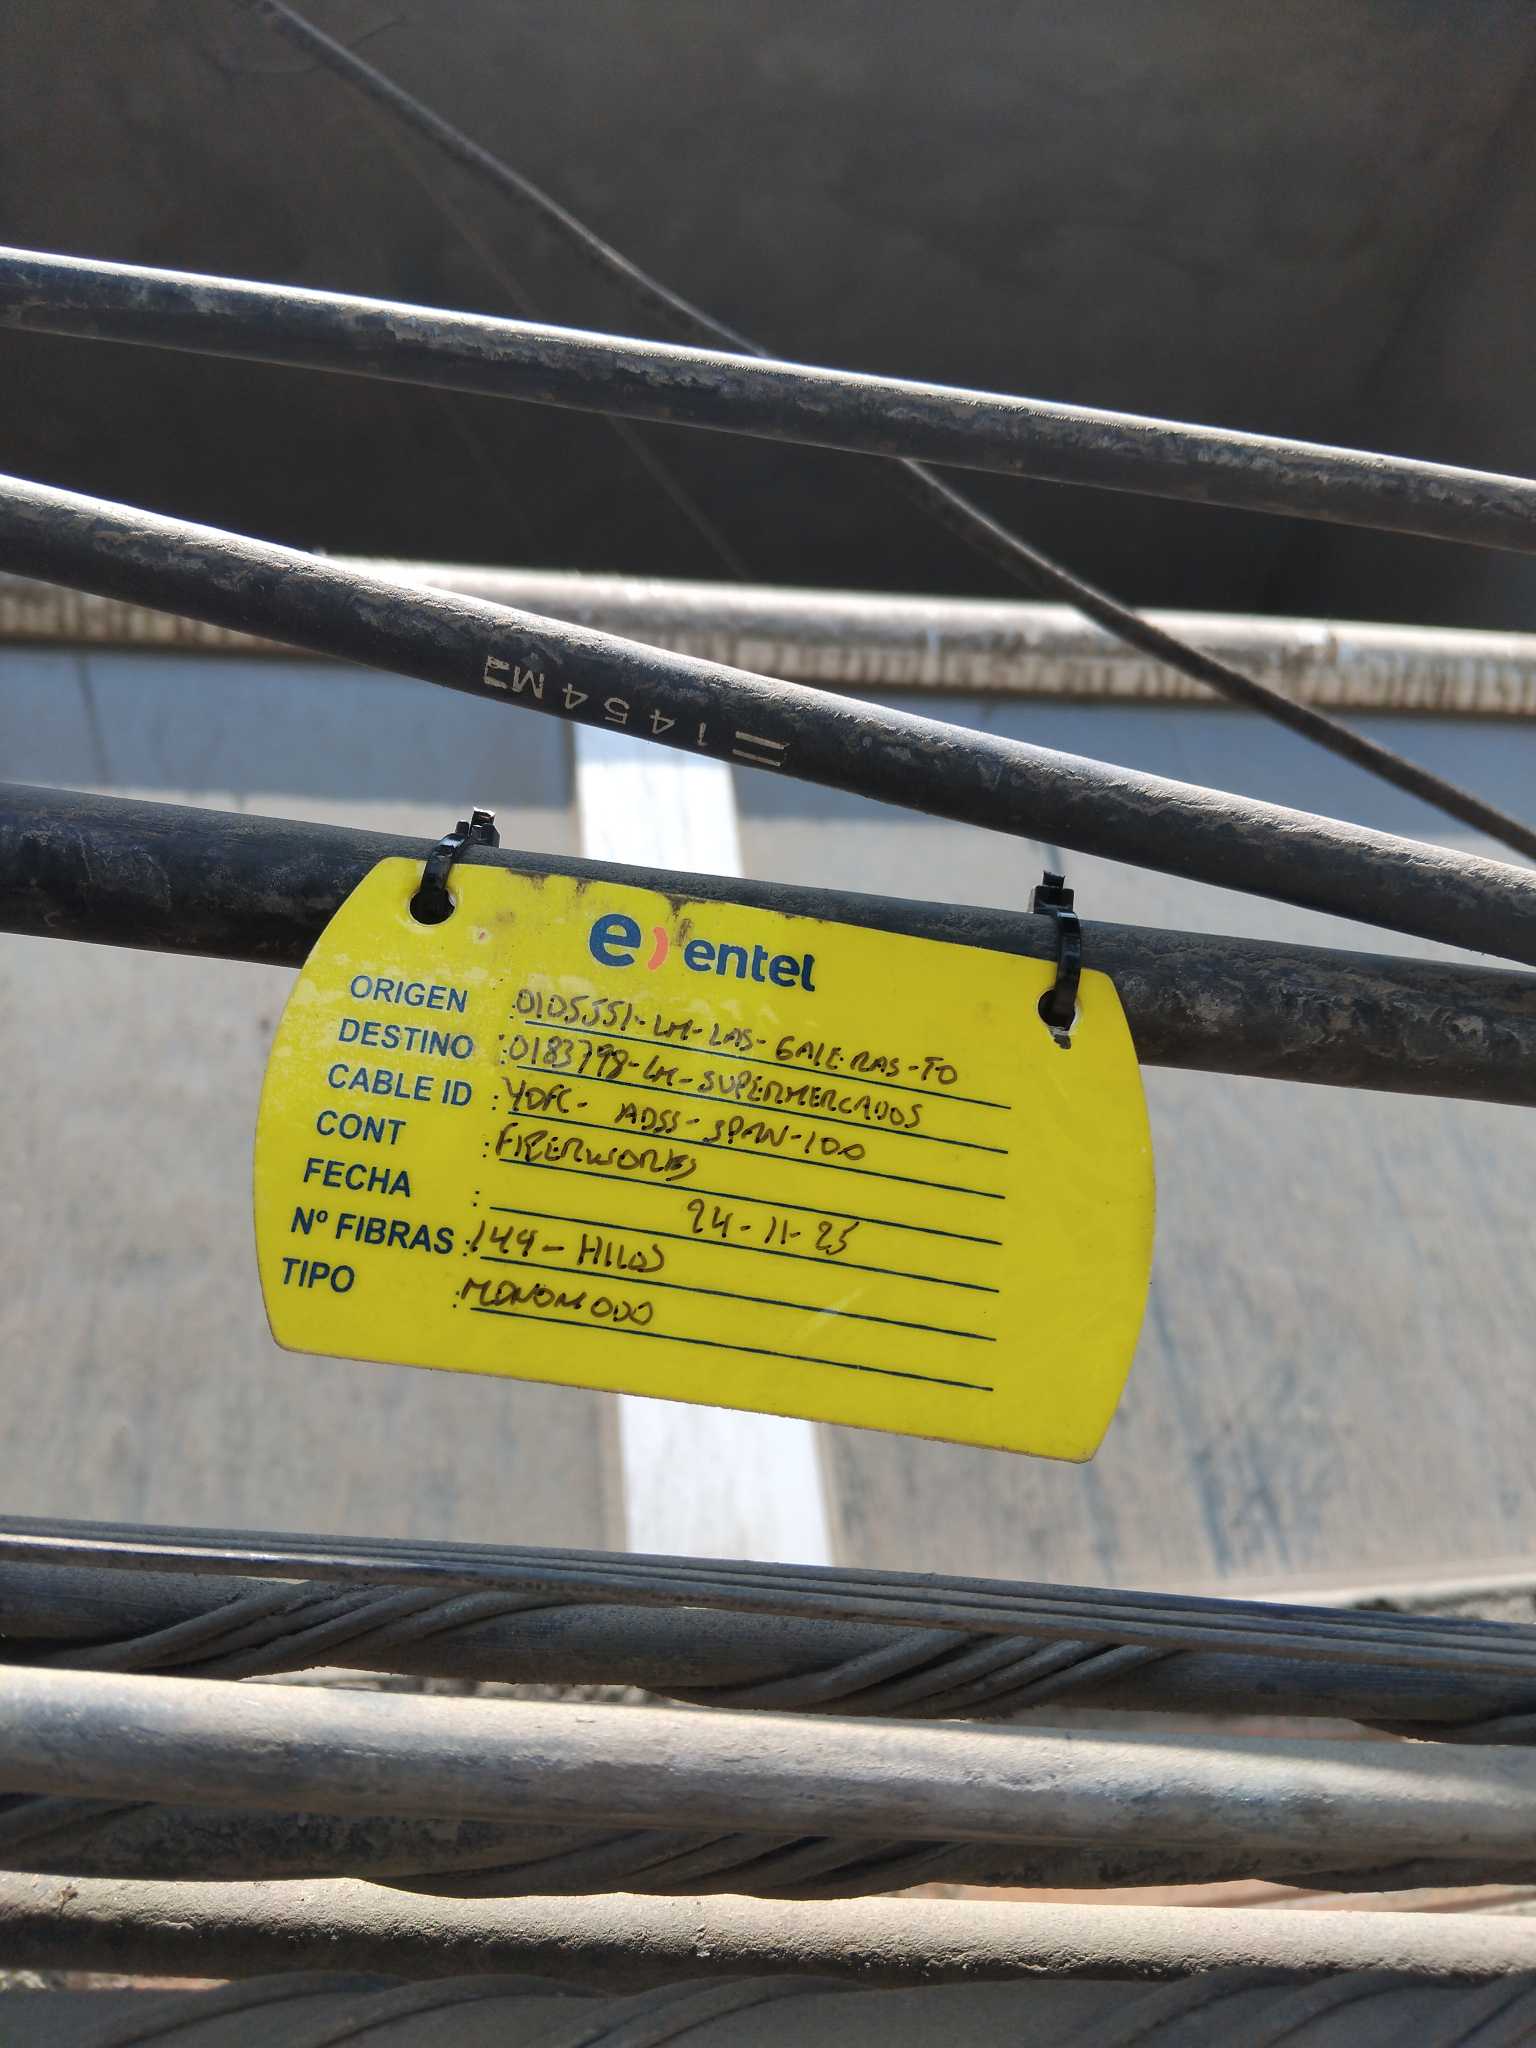 =1454M
e) entel
ORIGEN : 0105551-LM-LAS-GALERAS-TO
DESTINO : 0183798-LM-SUPERMERCADOS
CABLE ID : YOFC- ADSS-SPAN-100
CONT : FIBERWORKS
FECHA : 24-11-25
Nº FIBRAS : 144-HILOS
TIPO : MONOMODO